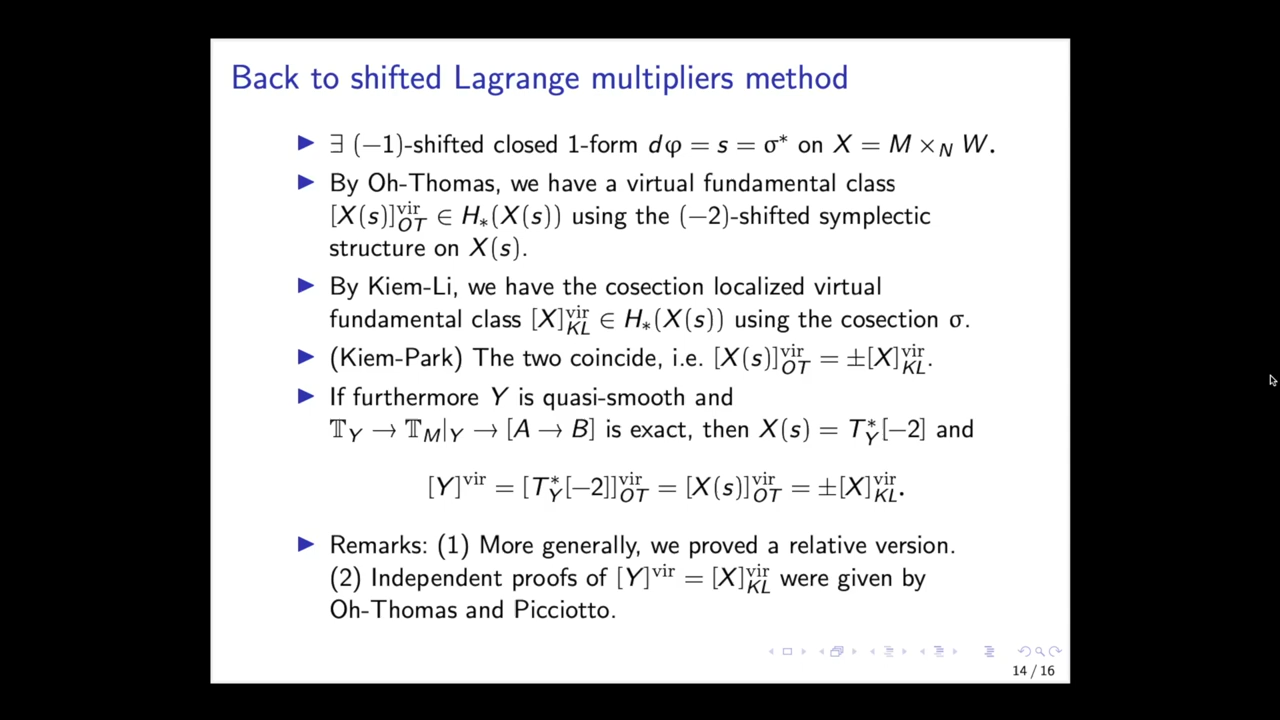 Back to shifted Lagrange multipliers method
▶ ∃ (−1)-shifted closed 1-form dφ = s = σ* on X = M ×_N W.
▶ By Oh-Thomas, we have a virtual fundamental class
[X(s)]^vir_OT ∈ H_*(X(s)) using the (−2)-shifted symplectic
structure on X(s).
▶ By Kiem-Li, we have the cosection localized virtual
fundamental class [X]^vir_KL ∈ H_*(X(s)) using the cosection σ.
▶ (Kiem-Park) The two coincide, i.e. [X(s)]^vir_OT = ±[X]^vir_KL.
▶ If furthermore Y is quasi-smooth and
𝕋_Y → 𝕋_M|_Y → [A → B] is exact, then X(s) = T*_Y[−2] and
[Y]^vir = [T*_Y[−2]]^vir_OT = [X(s)]^vir_OT = ±[X]^vir_KL.
▶ Remarks: (1) More generally, we proved a relative version.
(2) Independent proofs of [Y]^vir = [X]^vir_KL were given by
Oh-Thomas and Picciotto.
14 / 16